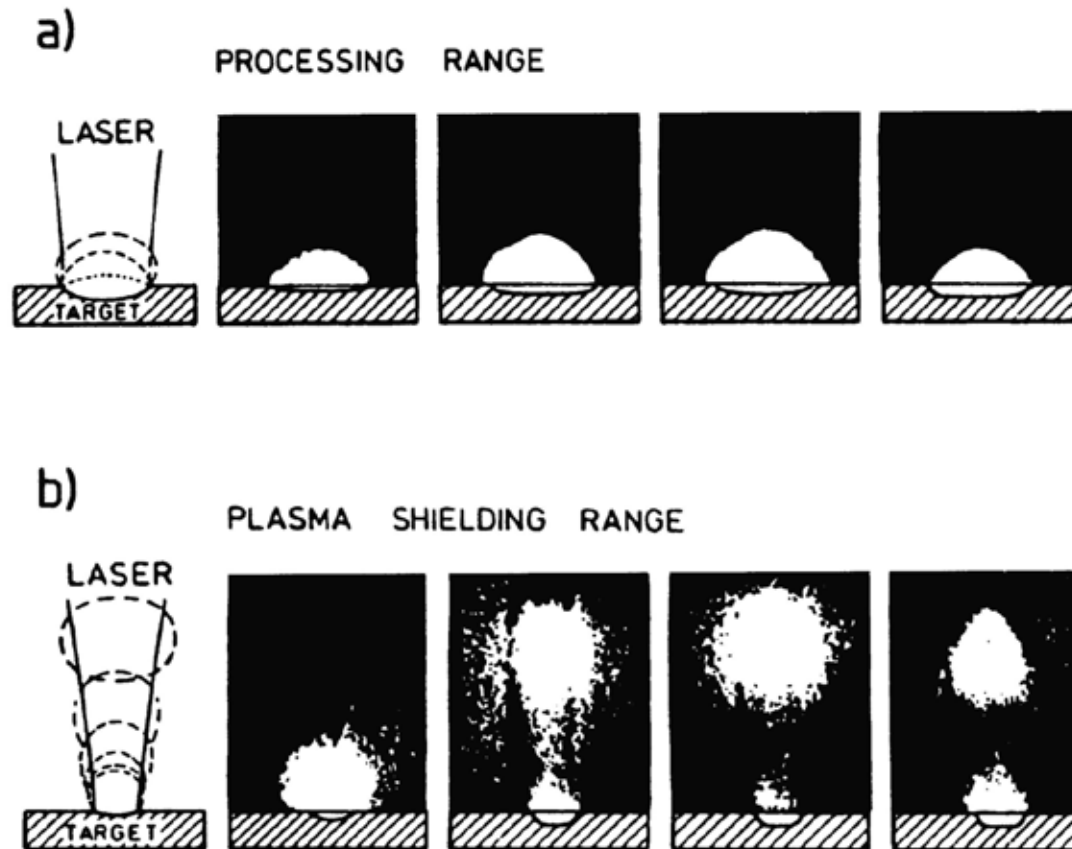 a)
PROCESSING RANGE
LASER
TARGET
b)
PLASMA SHIELDING RANGE
LASER
TARGET